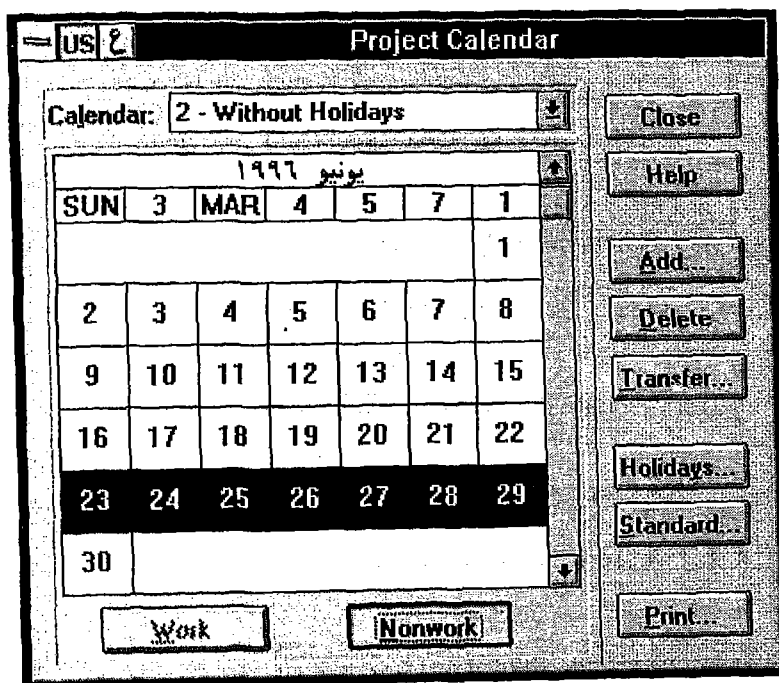 US ع Project Calendar
Calendar: 2 - Without Holidays
Close
Help
Add...
Delete
Transfer...
Holidays...
Standard...
Print...
يونيو ١٩٩٦
SUN 3 MAR 4 5 7 1
1
2 3 4 5 6 7 8
9 10 11 12 13 14 15
16 17 18 19 20 21 22
23 24 25 26 27 28 29
30
Work Nonwork